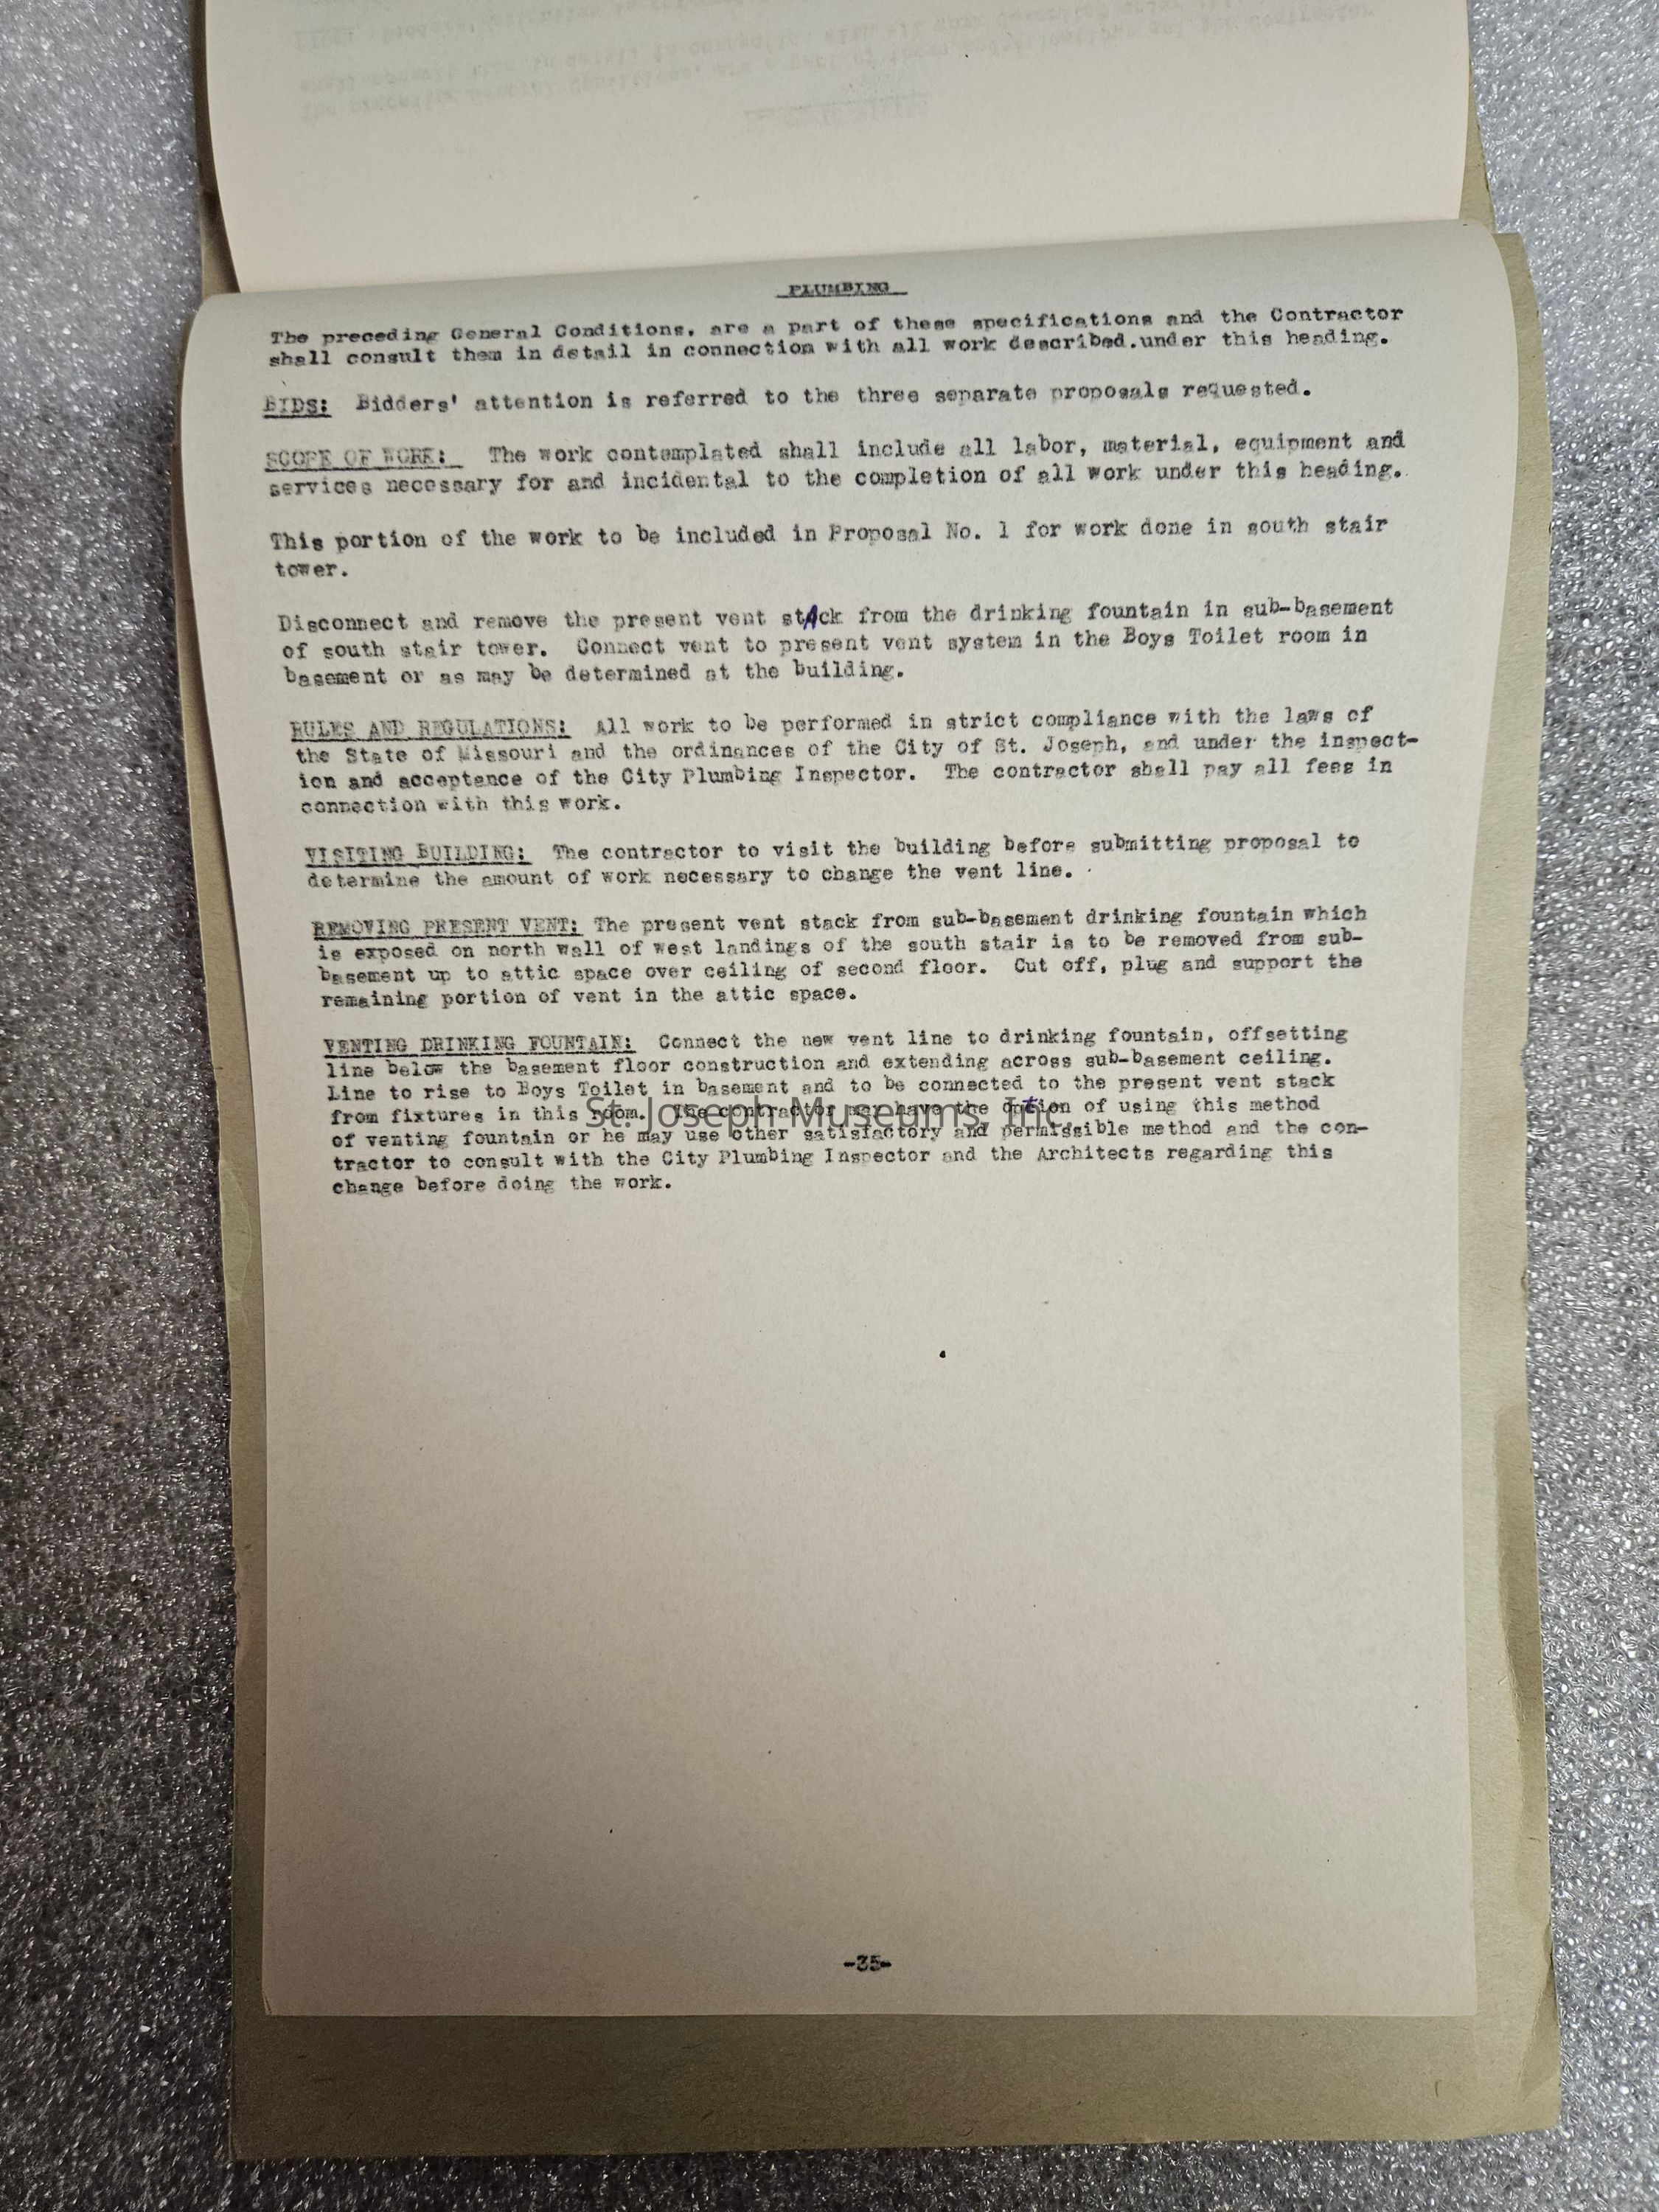 PLUMBING
The preceding General Conditions, are a part of these specifications and the Contractor
shall consult them in detail in connection with all work described.under this heading.
BIDS: Bidders' attention is referred to the three separate proposals requested.
SCOPE OF WORK: The work contemplated shall include all labor, material, equipment and
services necessary for and incidental to the completion of all work under this heading.
This portion of the work to be included in Proposal No. 1 for work done in south stair
tower.
Disconnect and remove the present vent stAck from the drinking fountain in sub-basement
of south stair tower. Connect vent to present vent system in the Boys Toilet room in
basement or as may be determined at the building.
RULES AND REGULATIONS: All work to be performed in strict compliance with the laws of
the State of Missouri and the ordinances of the City of St. Joseph, and under the inspect-
ion and acceptance of the City Plumbing Inspector. The contractor shall pay all fees in
connection with this work.
VISITING BUILDING: The contractor to visit the building before submitting proposal to
determine the amount of work necessary to change the vent line.
REMOVING PRESENT VENT: The present vent stack from sub-basement drinking fountain which
is exposed on north wall of west landings of the south stair is to be removed from sub-
basement up to attic space over ceiling of second floor. Cut off, plug and support the
remaining portion of vent in the attic space.
VENTING DRINKING FOUNTAIN: Connect the new vent line to drinking fountain, offsetting
line below the basement floor construction and extending across sub-basement ceiling.
Line to rise to Boys Toilet in basement and to be connected to the present vent stack
from fixtures in this room. The contractor may have the option of using this method
of venting fountain or he may use other satisfactory and permissible method and the con-
tractor to consult with the City Plumbing Inspector and the Architects regarding this
change before doing the work.
St. Joseph Museums, Inc.
-35-